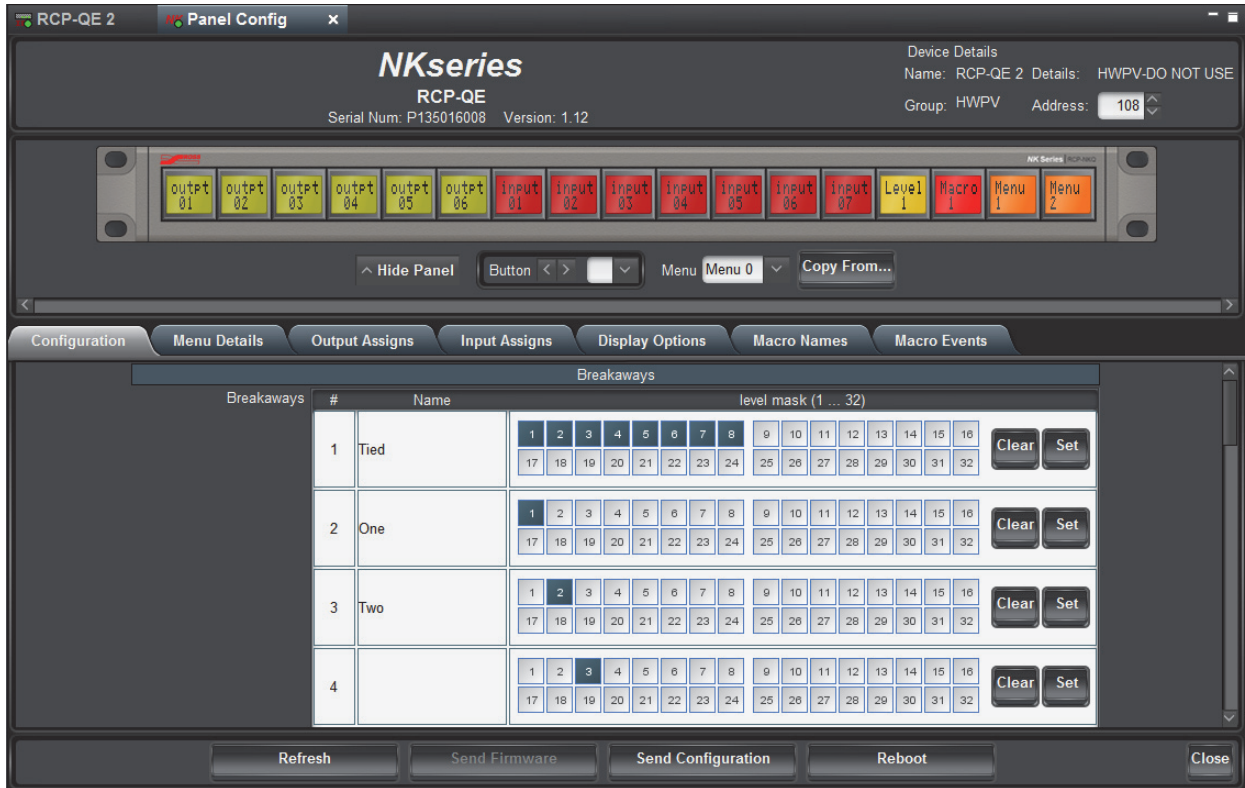 RCP-QE 2 Panel Config x
NKseries
RCP-QE
Serial Num: P135016008 Version: 1.12
Device Details
Name: RCP-QE 2 Details: HWPV-DO NOT USE
Group: HWPV Address: 108
NK Series
outpt 01 outpt 02 outpt 03 outpt 04 outpt 05 outpt 06 input 01 input 02 input 03 input 04 input 05 input 06 input 07 Level 1 Macro 1 Menu 1 Menu 2
Hide Panel Button < > Menu Menu 0 Copy From...
Configuration Menu Details Output Assigns Input Assigns Display Options Macro Names Macro Events
Breakaways
Breakaways # Name level mask (1 ... 32)
1 Tied 1 2 3 4 5 6 7 8 9 10 11 12 13 14 15 16 Clear Set
17 18 19 20 21 22 23 24 25 26 27 28 29 30 31 32
2 One 1 2 3 4 5 6 7 8 9 10 11 12 13 14 15 16 Clear Set
17 18 19 20 21 22 23 24 25 26 27 28 29 30 31 32
3 Two 1 2 3 4 5 6 7 8 9 10 11 12 13 14 15 16 Clear Set
17 18 19 20 21 22 23 24 25 26 27 28 29 30 31 32
4 1 2 3 4 5 6 7 8 9 10 11 12 13 14 15 16 Clear Set
17 18 19 20 21 22 23 24 25 26 27 28 29 30 31 32
Refresh Send Firmware Send Configuration Reboot Close